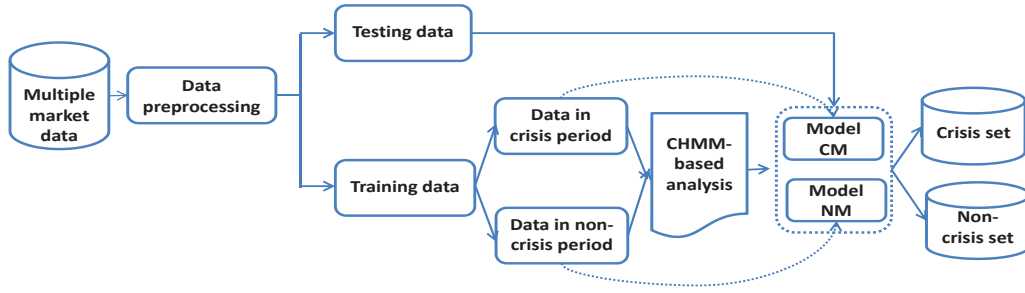 Multiple
market
data
Data
preprocessing
Testing data
Training data
Data in
crisis period
Data in non-
crisis period
CHMM-
based
analysis
Model
CM
Model
NM
Crisis set
Non-
crisis set